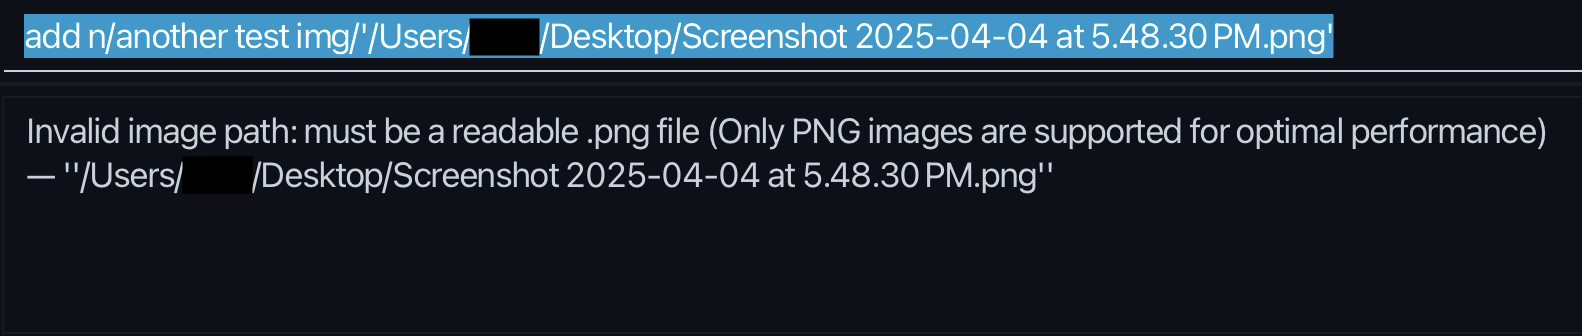 add n/another test img/'/Users//Desktop/Screenshot 2025-04-04 at 5.48.30 PM.png'
Invalid image path: must be a readable .png file (Only PNG images are supported for optimal performance)
— ''/Users//Desktop/Screenshot 2025-04-04 at 5.48.30 PM.png''